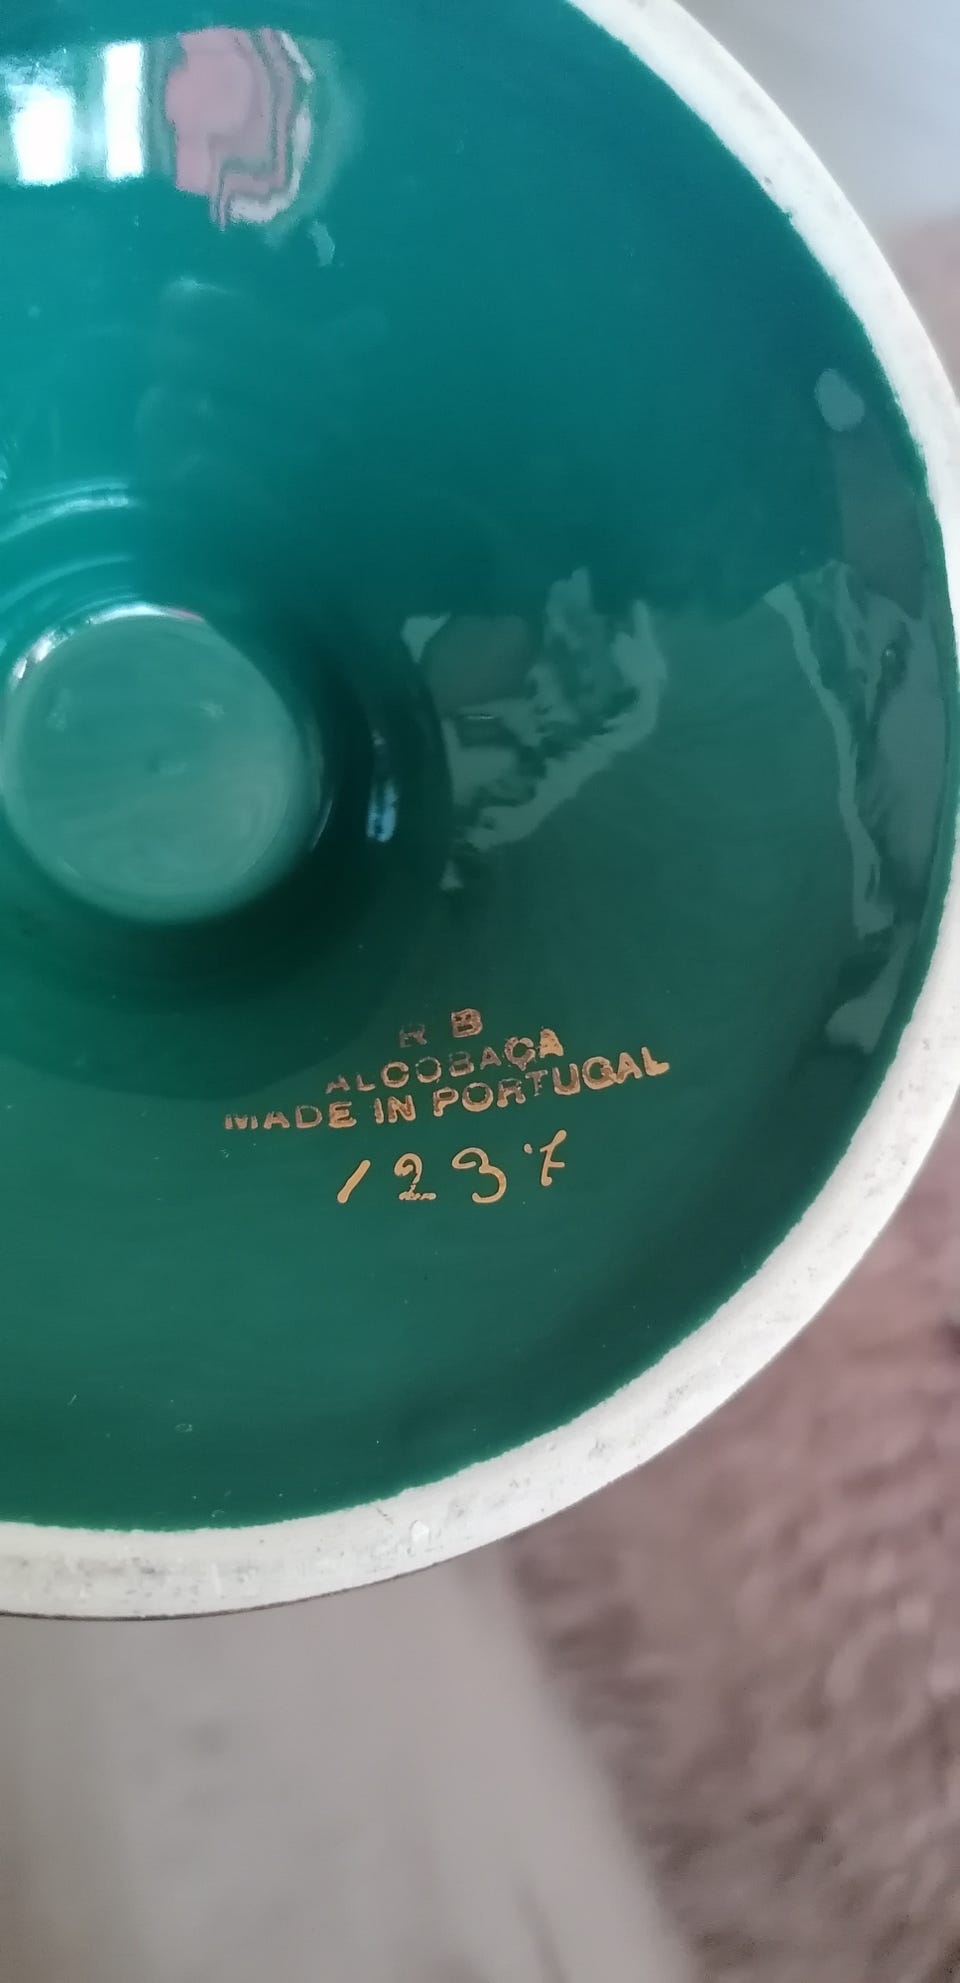 R B
ALCOBAÇA
MADE IN PORTUGAL
1237